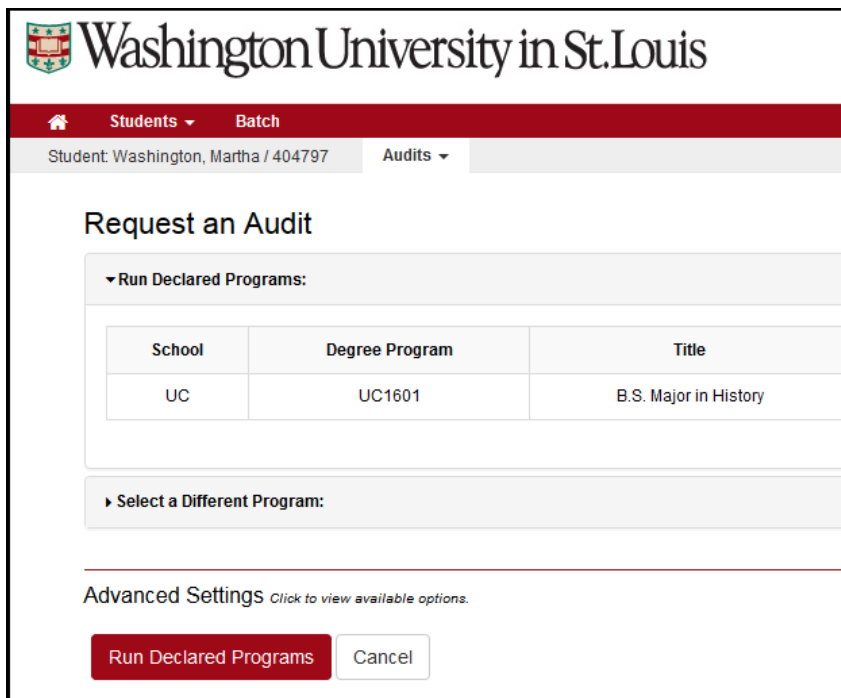 Washington University in St. Louis
Students Batch
Student: Washington, Martha / 404797 Audits
Request an Audit
Run Declared Programs:
School Degree Program Title
UC UC1601 B.S. Major in History
Select a Different Program:
Advanced Settings Click to view available options.
Run Declared Programs Cancel